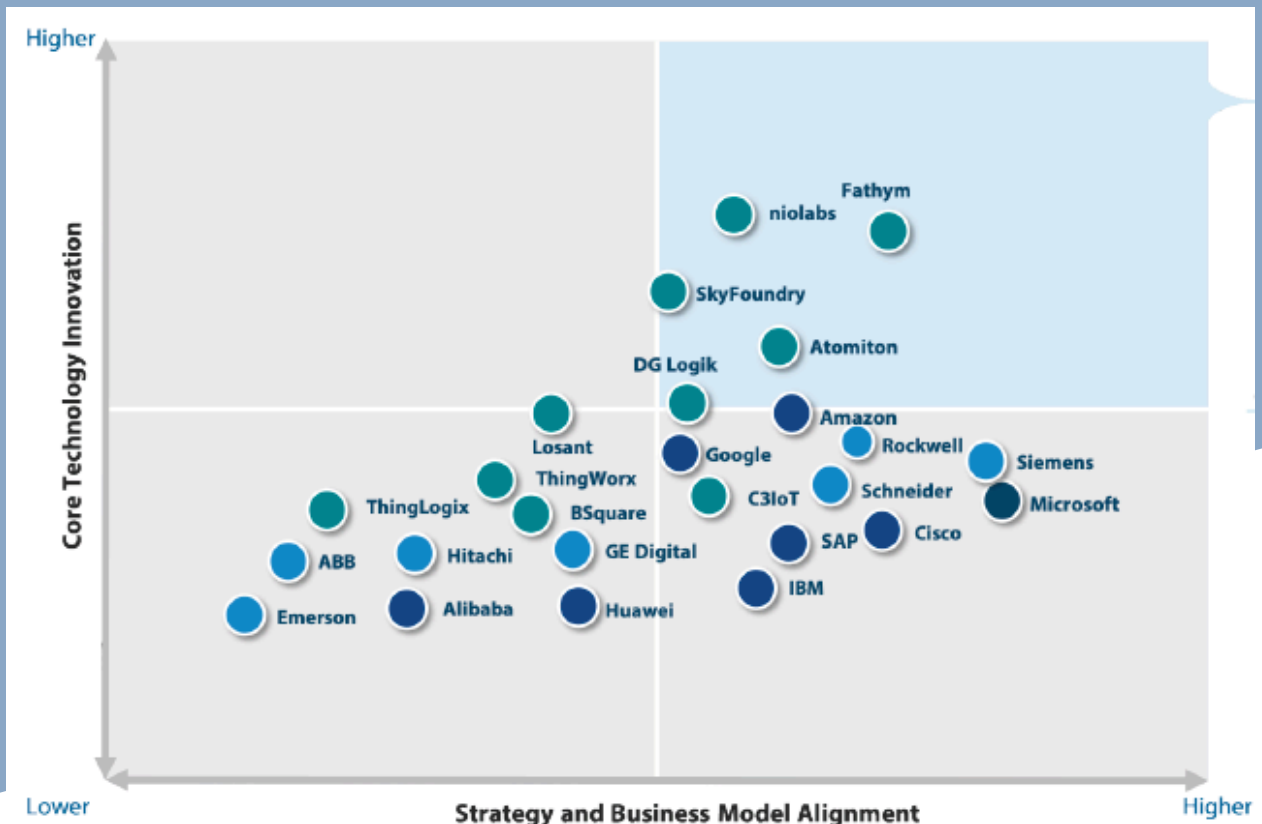 Higher
Core Technology Innovation
Fathym
niolabs
SkyFoundry
Atomiton
DG Logik
Amazon
Losant
Rockwell
Google
Siemens
ThingWorx
Schneider
C3IoT
Microsoft
ThingLogix
BSquare
Cisco
SAP
GE Digital
Hitachi
ABB
IBM
Alibaba
Huawei
Emerson
Lower
Strategy and Business Model Alignment
Higher